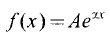 f(x) = Ae^{αx}